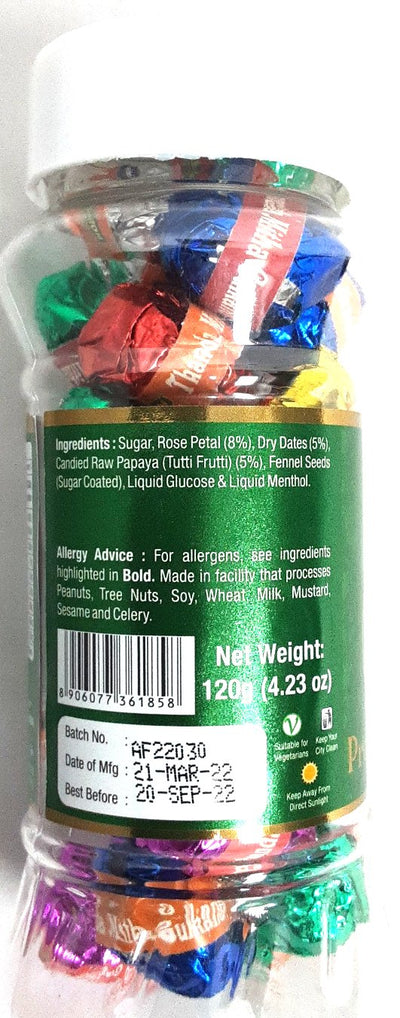 Ingredients : Sugar, Rose Petal (8%), Dry Dates (5%),
Candied Raw Papaya (Tutti Frutti) (5%), Fennel Seeds
(Sugar Coated), Liquid Glucose & Liquid Menthol.
Allergy Advice : For allergens, see ingredients
highlighted in Bold. Made in facility that processes
Peanuts, Tree Nuts, Soy, Wheat, Milk, Mustard,
Sesame and Celery.
8 906077 361858
Net Weight:
120g (4.23 oz)
Batch No. : AF22030
Date of Mfg : 21-MAR-22
Best Before : 20-SEP-22
Suitable for
Vegetarians
Keep Your
City Clean
Keep Away From
Direct Sunlight